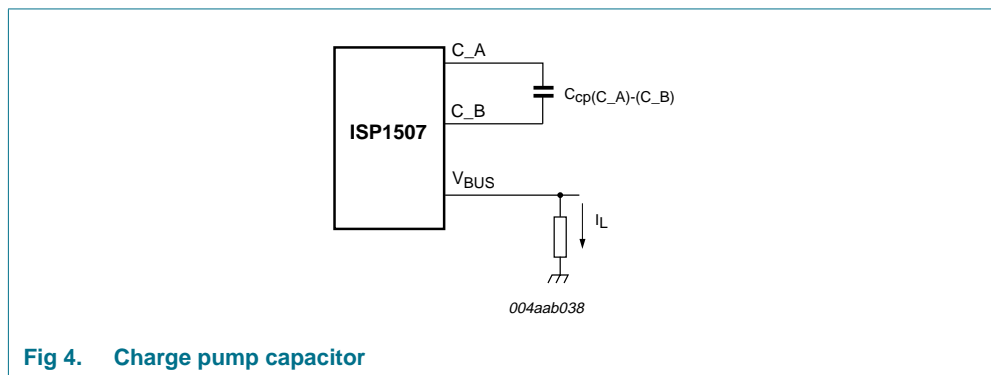 C_A
Ccp(C_A)-(C_B)
C_B
ISP1507
VBUS
IL
004aab038
Fig 4. Charge pump capacitor